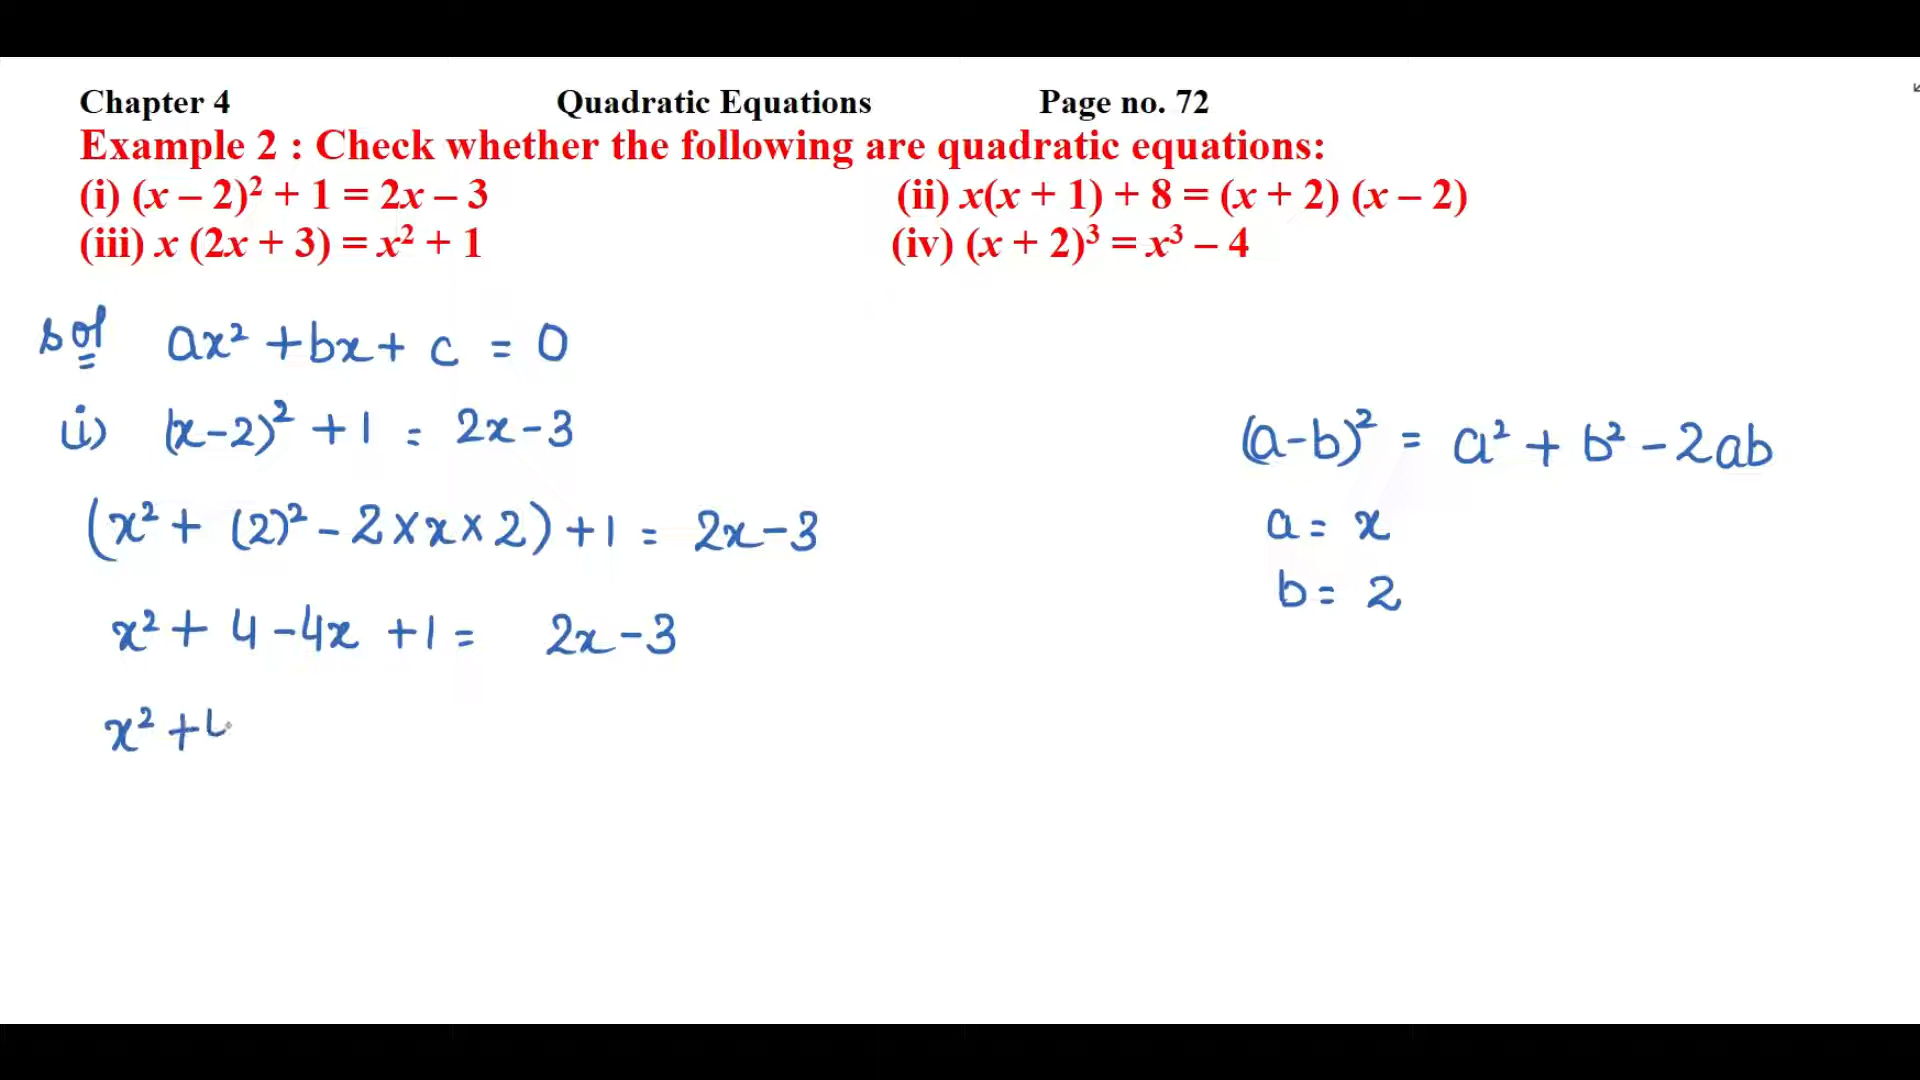 Chapter 4 Quadratic Equations Page no. 72
Example 2 : Check whether the following are quadratic equations:
(i) (x – 2)² + 1 = 2x – 3 (ii) x(x + 1) + 8 = (x + 2) (x – 2)
(iii) x (2x + 3) = x² + 1 (iv) (x + 2)³ = x³ – 4
Sol ax² + bx + c = 0
(i) (x-2)² + 1 = 2x - 3
(a-b)² = a² + b² - 2ab
(x² + (2)² - 2 × x × 2) + 1 = 2x - 3
a = x
b = 2
x² + 4 - 4x + 1 = 2x - 3
x² + 4